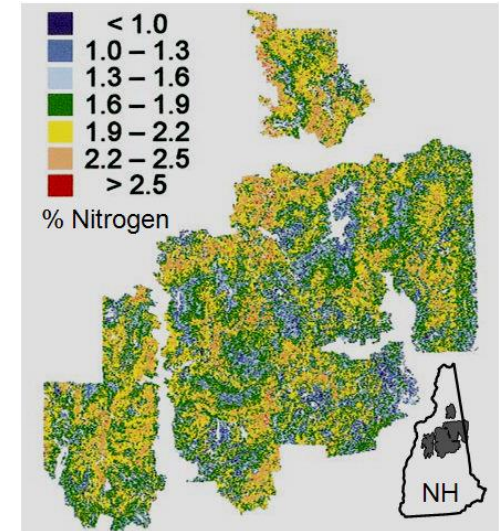 < 1.0
1.0 – 1.3
1.3 – 1.6
1.6 – 1.9
1.9 – 2.2
2.2 – 2.5
> 2.5
% Nitrogen
NH